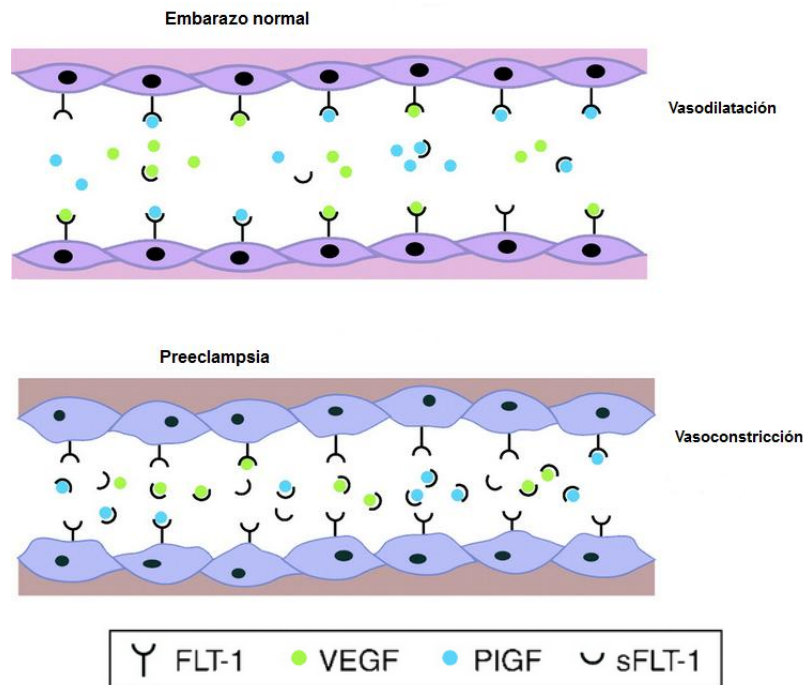 Embarazo normal
Vasodilatación
Preeclampsia
Vasoconstricción
FLT-1 VEGF PIGF sFLT-1